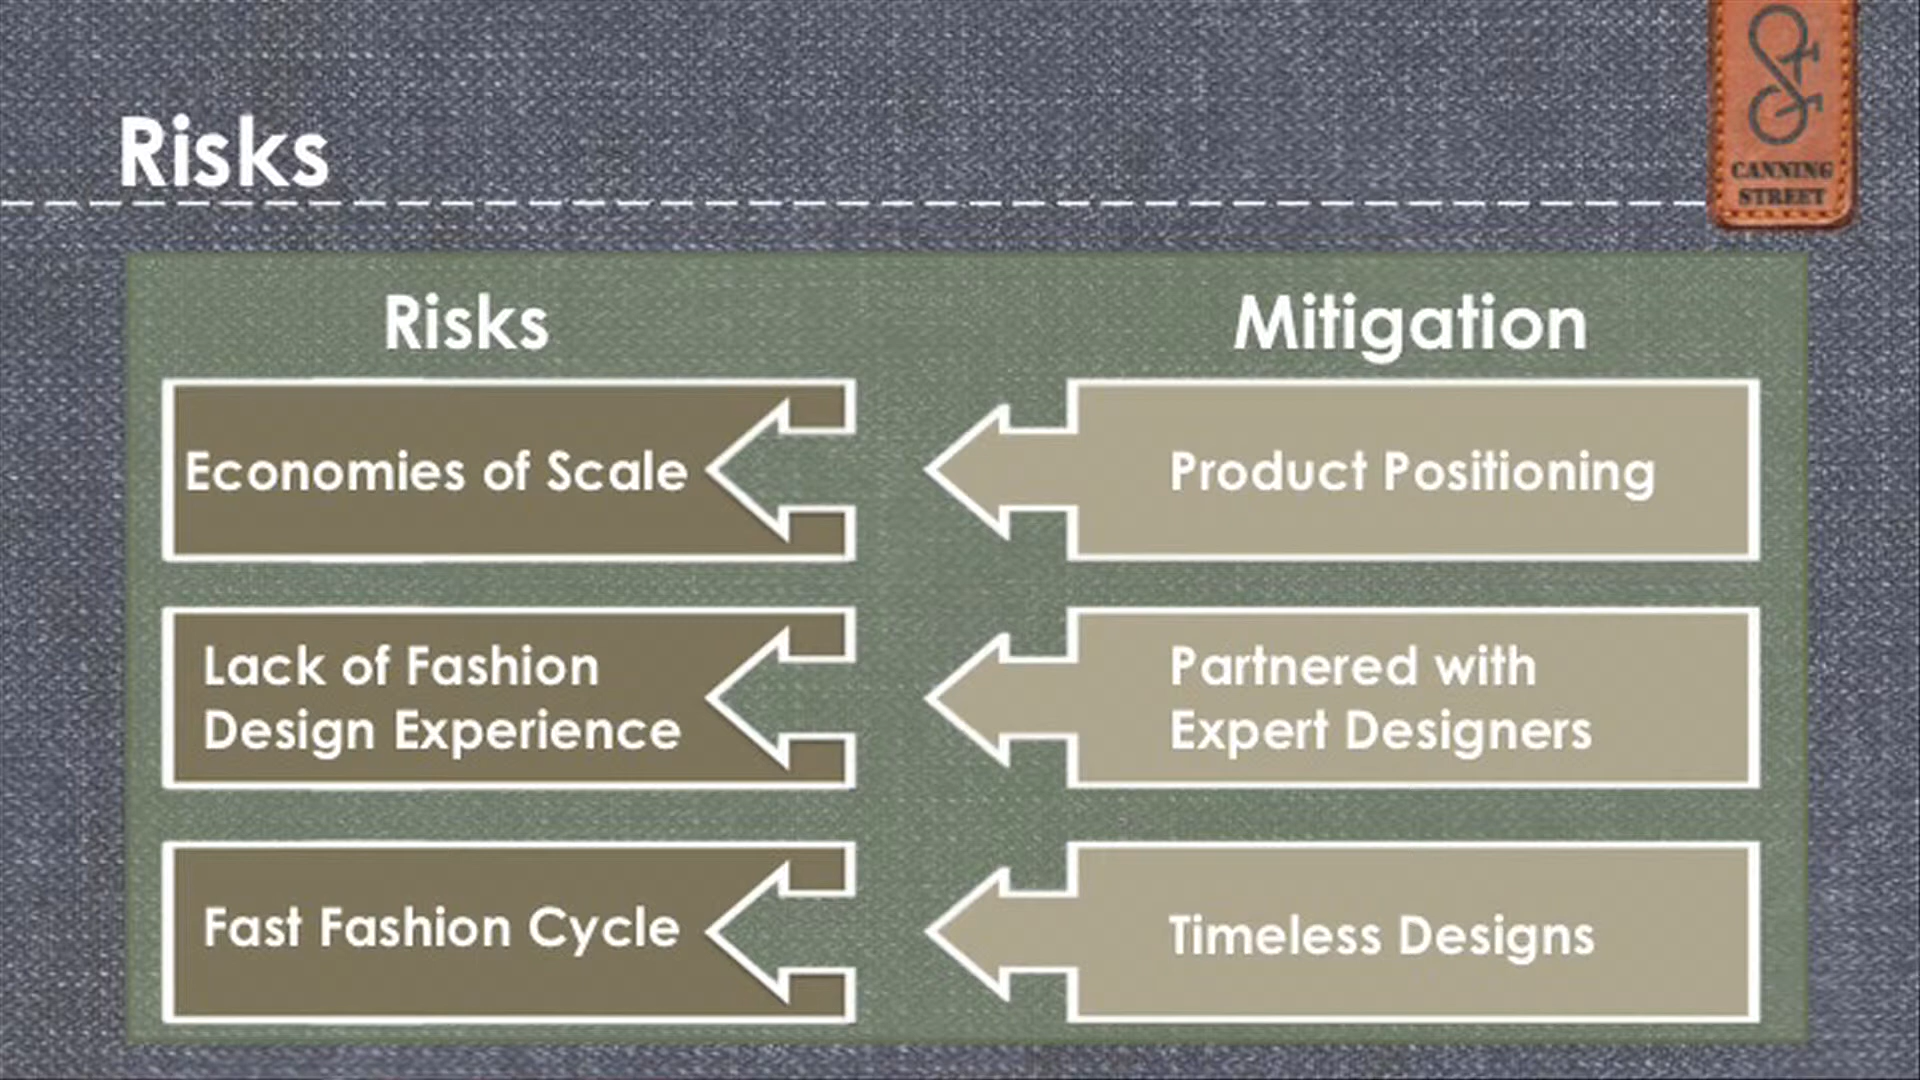 Risks
CANNING
STREET
Risks
Mitigation
Economies of Scale
Product Positioning
Lack of Fashion
Design Experience
Partnered with
Expert Designers
Fast Fashion Cycle
Timeless Designs